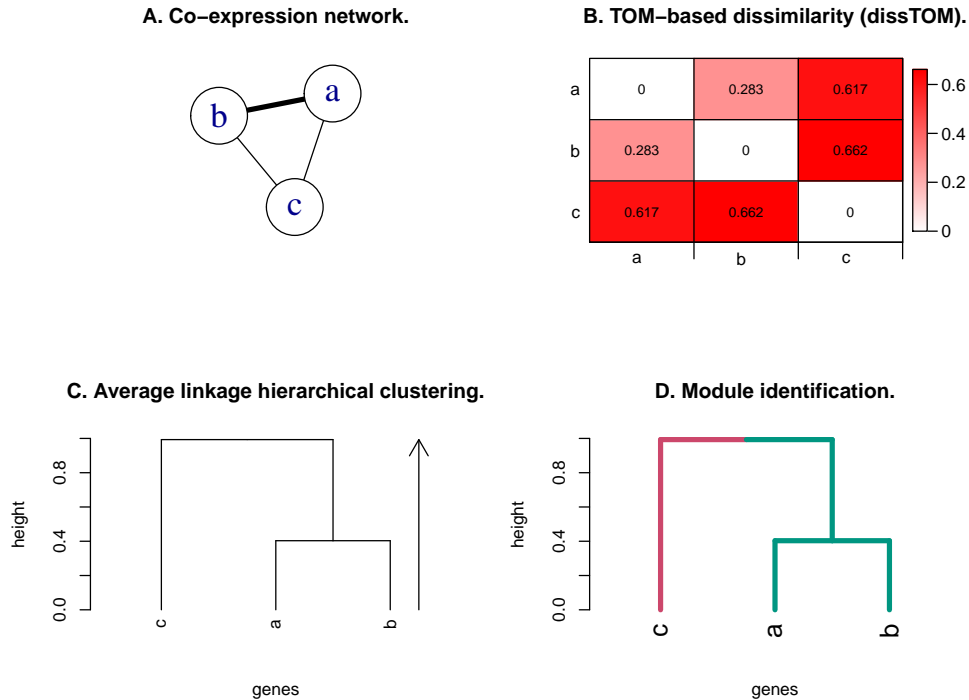 A. Co−expression network.
a
b
c
B. TOM−based dissimilarity (dissTOM).
a 0 0.283 0.617
b 0.283 0 0.662
c 0.617 0.662 0
a b c
0.6
0.4
0.2
0
C. Average linkage hierarchical clustering.
height
0.8
0.4
0.0
c a b
genes
D. Module identification.
height
0.8
0.4
0.0
c a b
genes